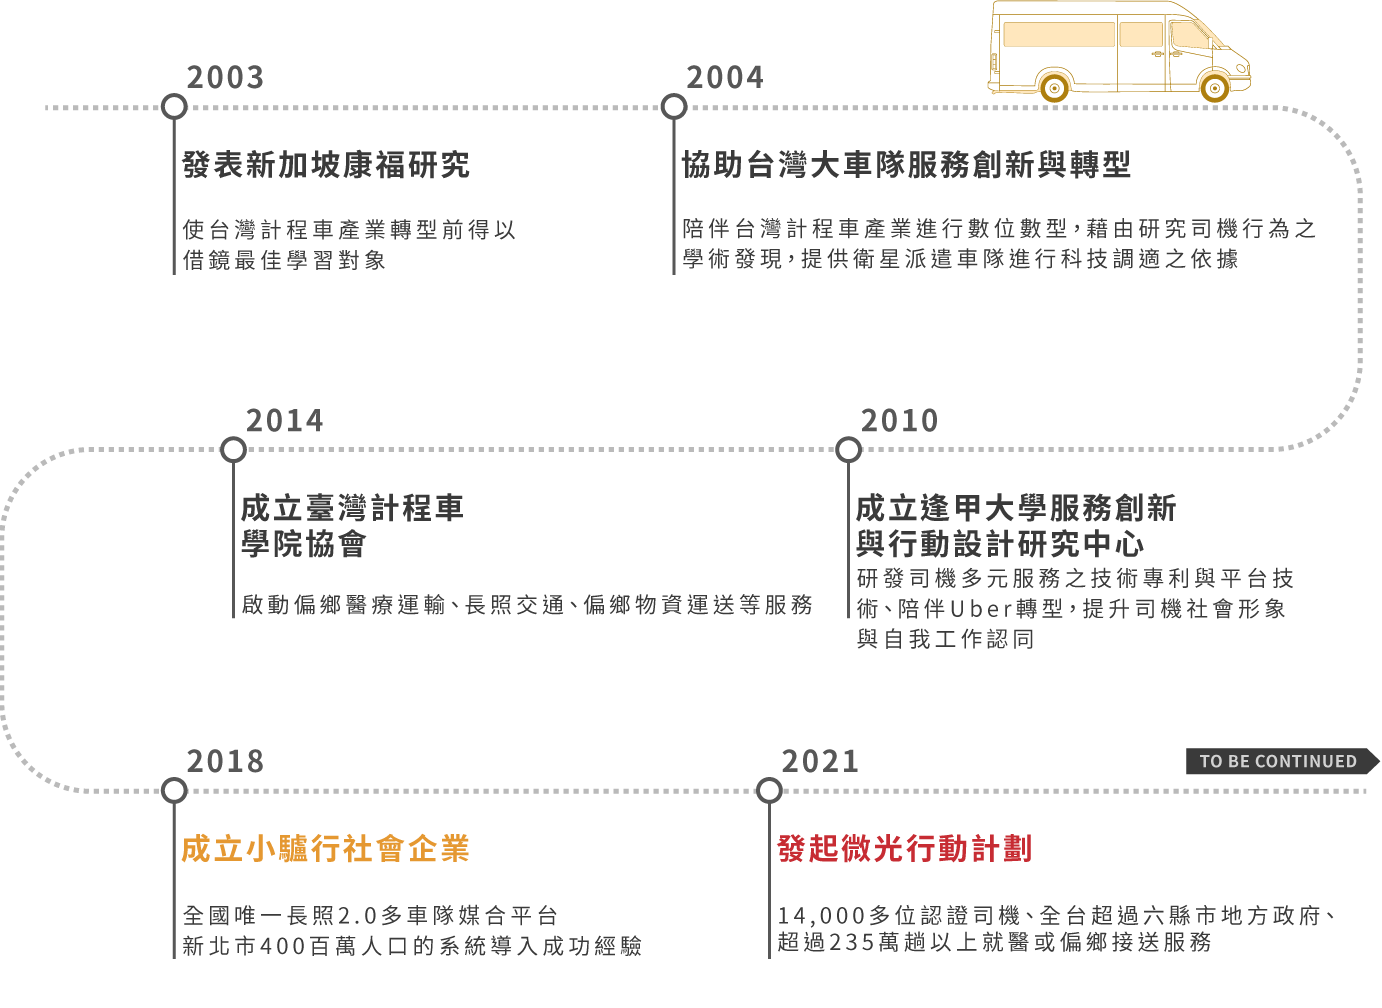 2003
發表新加坡康福研究
使台灣計程車產業轉型前得以
借鏡最佳學習對象
2004
協助台灣大車隊服務創新與轉型
陪伴台灣計程車產業進行數位數型，藉由研究司機行為之
學術發現，提供衛星派遣車隊進行科技調適之依據
2010
成立逢甲大學服務創新
與行動設計研究中心
研發司機多元服務之技術專利與平台技
術、陪伴Uber轉型，提升司機社會形象
與自我工作認同
2014
成立臺灣計程車
學院協會
啟動偏鄉醫療運輸、長照交通、偏鄉物資運送等服務
2018
成立小驢行社會企業
全國唯一長照2.0多車隊媒合平台
新北市400百萬人口的系統導入成功經驗
2021
發起微光行動計劃
14,000多位認證司機、全台超過六縣市地方政府、
超過235萬趟以上就醫或偏鄉接送服務
TO BE CONTINUED